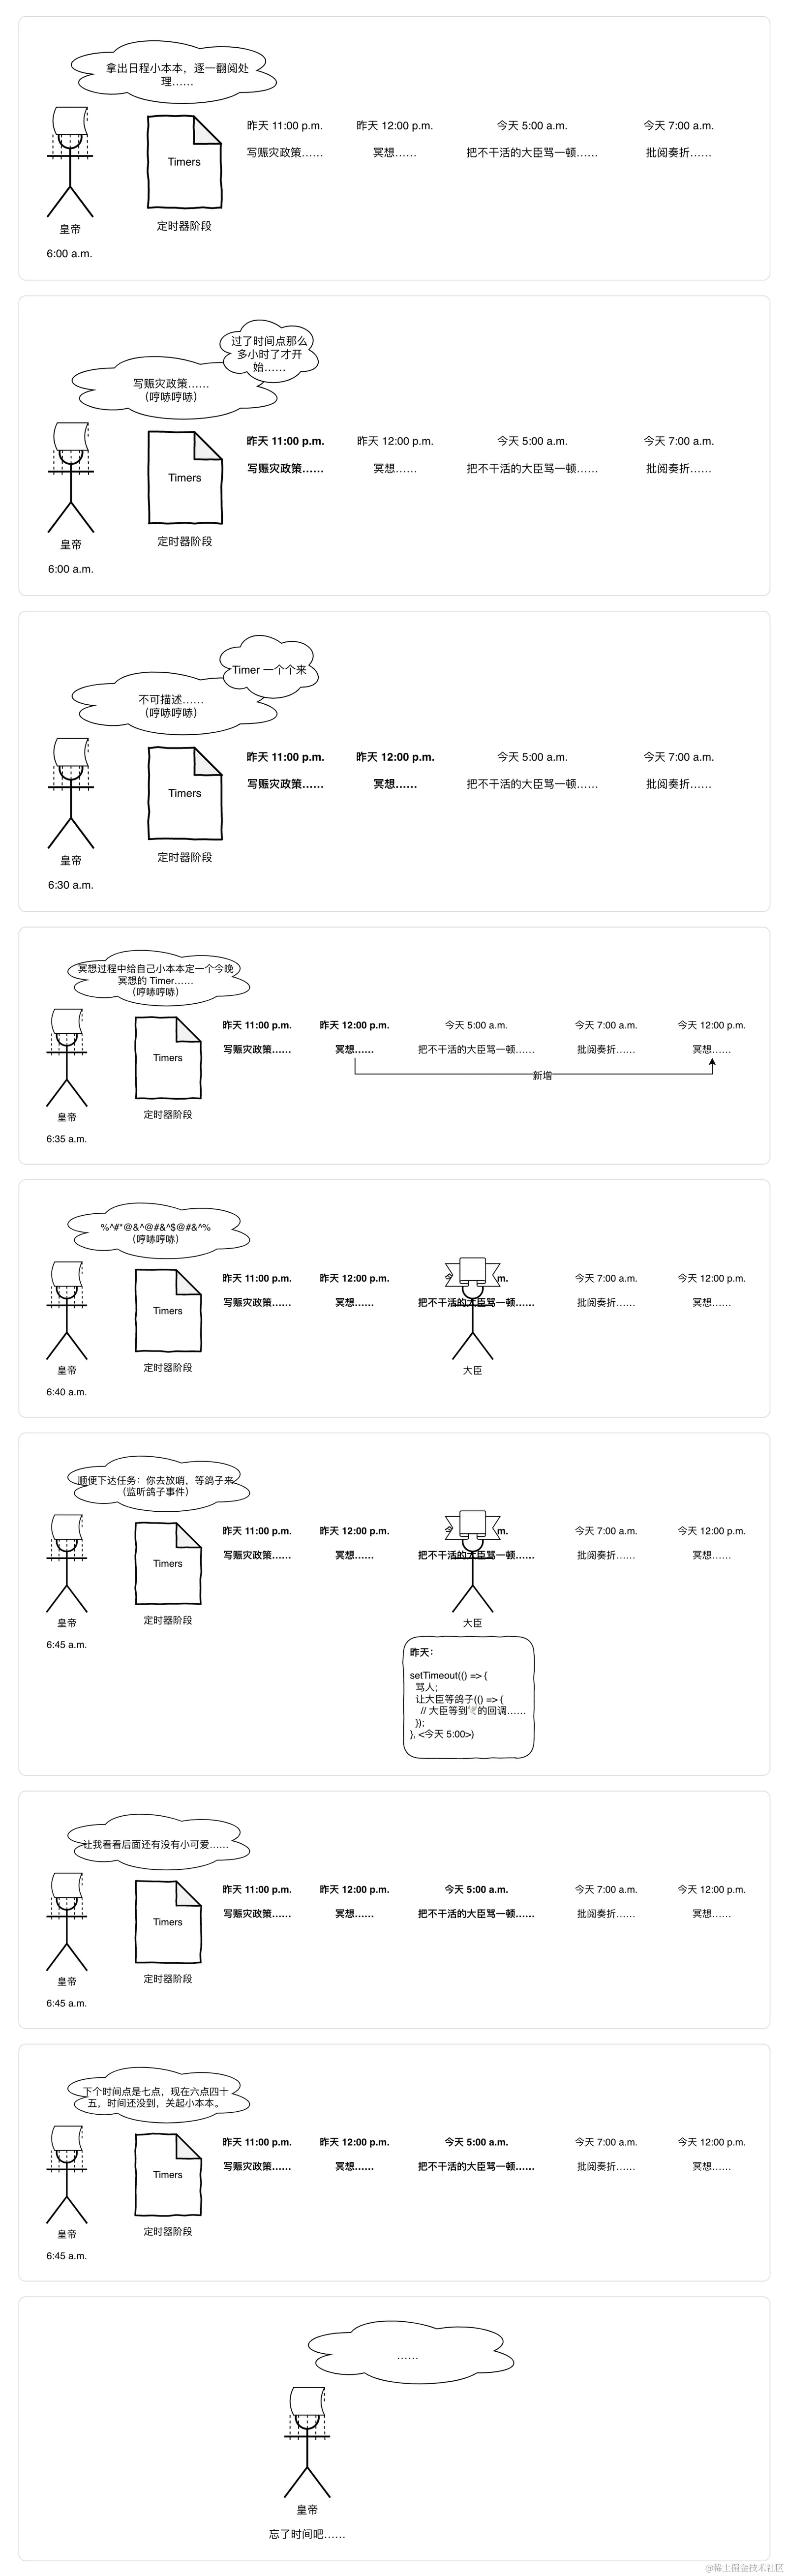 拿出日程小本本，逐一翻阅处
理……
昨天 11:00 p.m.
昨天 12:00 p.m.
今天 5:00 a.m.
今天 7:00 a.m.
写赈灾政策……
冥想……
把不干活的大臣骂一顿……
批阅奏折……
Timers
皇帝
定时器阶段
6:00 a.m.
过了时间点那么
多小时了才开
始……
写赈灾政策……
（哼哧哼哧）
昨天 11:00 p.m.
昨天 12:00 p.m.
今天 5:00 a.m.
今天 7:00 a.m.
写赈灾政策……
冥想……
把不干活的大臣骂一顿……
批阅奏折……
Timers
皇帝
定时器阶段
6:00 a.m.
Timer 一个个来
不可描述……
（哼哧哼哧）
昨天 11:00 p.m.
昨天 12:00 p.m.
今天 5:00 a.m.
今天 7:00 a.m.
写赈灾政策……
冥想……
把不干活的大臣骂一顿……
批阅奏折……
Timers
皇帝
定时器阶段
6:30 a.m.
冥想过程中给自己小本本定一个今晚
冥想的 Timer……
（哼哧哼哧）
昨天 11:00 p.m.
昨天 12:00 p.m.
今天 5:00 a.m.
今天 7:00 a.m.
今天 12:00 p.m.
写赈灾政策……
冥想……
把不干活的大臣骂一顿……
批阅奏折……
冥想……
新增
Timers
皇帝
定时器阶段
6:35 a.m.
%^#*@&^@#&^$@#&^%
（哼哧哼哧）
昨天 11:00 p.m.
昨天 12:00 p.m.
今天 7:00 a.m.
今天 12:00 p.m.
写赈灾政策……
冥想……
把不干活的大臣骂一顿……
批阅奏折……
冥想……
Timers
皇帝
定时器阶段
大臣
6:40 a.m.
顺便下达任务：你去放哨，等鸽子来
（监听鸽子事件）
昨天 11:00 p.m.
昨天 12:00 p.m.
今天 7:00 a.m.
今天 12:00 p.m.
写赈灾政策……
冥想……
把不干活的大臣骂一顿……
批阅奏折……
冥想……
Timers
皇帝
定时器阶段
大臣
6:45 a.m.
昨天：
setTimeout(() => {
骂人;
让大臣等鸽子(() => {
// 大臣等到🕊的回调……
});
}, <今天 5:00>)
让我看看后面还有没有小可爱……
昨天 11:00 p.m.
昨天 12:00 p.m.
今天 5:00 a.m.
今天 7:00 a.m.
今天 12:00 p.m.
写赈灾政策……
冥想……
把不干活的大臣骂一顿……
批阅奏折……
冥想……
Timers
皇帝
定时器阶段
6:45 a.m.
下个时间点是七点，现在六点四十
五，时间还没到，关起小本本。
昨天 11:00 p.m.
昨天 12:00 p.m.
今天 5:00 a.m.
今天 7:00 a.m.
今天 12:00 p.m.
写赈灾政策……
冥想……
把不干活的大臣骂一顿……
批阅奏折……
冥想……
Timers
皇帝
定时器阶段
6:45 a.m.
……
皇帝
忘了时间吧……
@稀土掘金技术社区